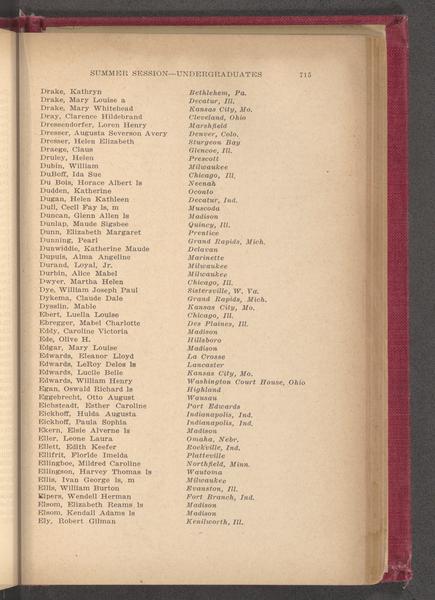 SUMMER SESSION—UNDERGRADUATES 715
Drake, Kathryn Bethlehem, Pa.
Drake, Mary Louise a Decatur, Ill.
Drake, Mary Whitehead Kansas City, Mo.
Dray, Clarence Hildebrand Cleveland, Ohio
Dressendorfer, Loren Henry Marshfield
Dresser, Augusta Severson Avery Denver, Colo.
Dresser, Helen Elizabeth Sturgeon Bay
Draege, Claus Glencoe, Ill.
Druley, Helen Prescott
Dubin, William Milwaukee
DuBoff, Ida Sue Chicago, Ill.
Du Bois, Horace Albert ls Neenah
Dudden, Katherine Oconto
Dugan, Helen Kathleen Decatur, Ind.
Dull, Cecil Fay ls, m Muscoda
Duncan, Glenn Allen ls Madison
Dunlap, Maude Sigsbee Quincy, Ill.
Dunn, Elizabeth Margaret Prentice
Dunning, Pearl Grand Rapids, Mich.
Dunwiddie, Katherine Maude Delavan
Dupuis, Alma Angeline Marinette
Durand, Loyal, Jr. Milwaukee
Durbin, Alice Mabel Milwaukee
Dwyer, Martha Helen Chicago, Ill.
Dye, William Joseph Paul Sistersville, W. Va.
Dykema, Claude Dale Grand Rapids, Mich.
Dysslin, Mable Kansas City, Mo.
Ebert, Luella Louise Chicago, Ill.
Ebregger, Mabel Charlotte Des Plaines, Ill.
Eddy, Caroline Victoria Madison
Ede, Olive H. Hillsboro
Edgar, Mary Louise Madison
Edwards, Eleanor Lloyd La Crosse
Edwards, LeRoy Delos ls Lancaster
Edwards, Lucile Belle Kansas City, Mo.
Edwards, William Henry Washington Court House, Ohio
Egan, Oswald Richard ls Highland
Eggebrecht, Otto August Wausau
Eichsteadt, Esther Caroline Port Edwards
Eickhoff, Hulda Augusta Indianapolis, Ind.
Eickhoff, Paula Sophia Indianapolis, Ind.
Ekern, Elsie Alverne ls Madison
Eller, Leone Laura Omaha, Nebr.
Ellett, Edith Keefer Rockville, Ind.
Ellifrit, Floride Imelda Platteville
Ellingboe, Mildred Caroline Northfield, Minn.
Ellingson, Harvey Thomas ls Wautoma
Ellis, Ivan George ls, m Milwaukee
Ellis, William Burton Evanston, Ill.
Elpers, Wendell Herman Fort Branch, Ind.
Elsom, Elizabeth Reams ls Madison
Elsom, Kendall Adams ls Madison
Ely, Robert Gilman Kenilworth, Ill.